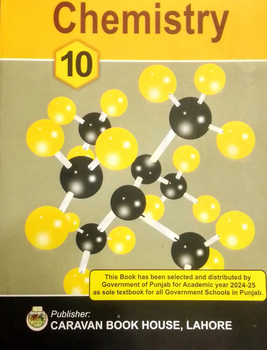 Chemistry
10
This Book has been selected and distributed by
Government of Punjab for Academic year 2024-25
as sole textbook for all Government Schools in Punjab.
Publisher:
CARAVAN BOOK HOUSE, LAHORE